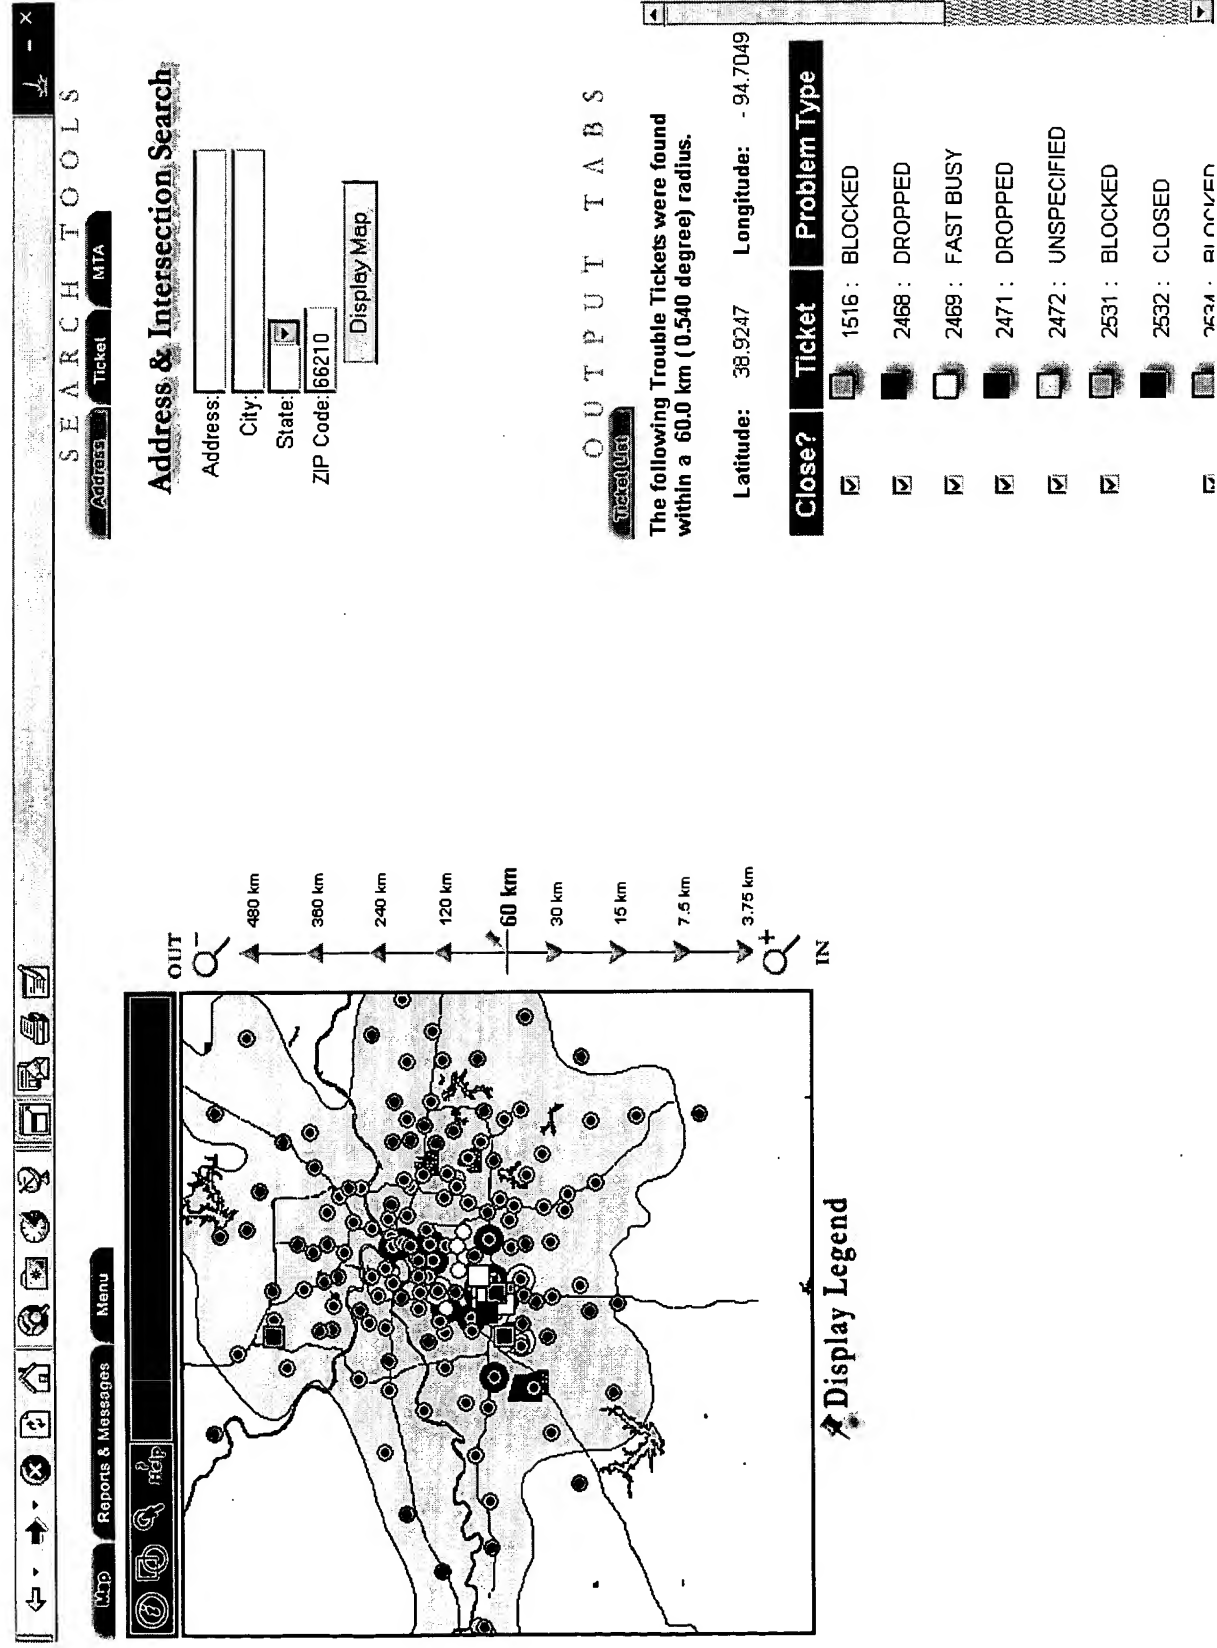 Map Reports & Messages Menu
Help
OUT
480 km
360 km
240 km
120 km
60 km
30 km
15 km
7.5 km
3.75 km
IN
Display Legend
SEARCH TOOLS
Address Ticket MTA
Address & Intersection Search
Address:
City:
State:
ZIP Code: 66210
Display Map
OUTPUT TABS
Ticket List
The following Trouble Tickets were found
within a 60.0 km ( 0.540 degree) radius.
Latitude: 38.9247 Longitude: - 94.7049
Close? Ticket Problem Type
1516 : BLOCKED
2468 : DROPPED
2469 : FAST BUSY
2471 : DROPPED
2472 : UNSPECIFIED
2531 : BLOCKED
2532 : CLOSED
2534 : BLOCKED